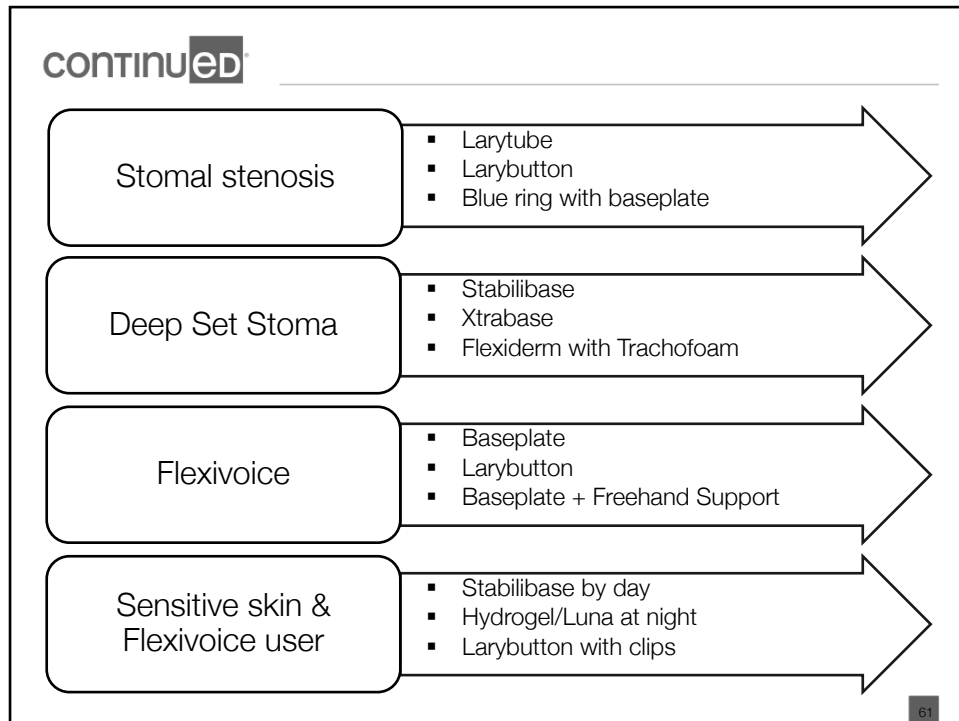 continued®
Stomal stenosis
▪ Larytube
▪ Larybutton
▪ Blue ring with baseplate
Deep Set Stoma
▪ Stabilibase
▪ Xtrabase
▪ Flexiderm with Trachofoam
Flexivoice
▪ Baseplate
▪ Larybutton
▪ Baseplate + Freehand Support
Sensitive skin &
Flexivoice user
▪ Stabilibase by day
▪ Hydrogel/Luna at night
▪ Larybutton with clips
61